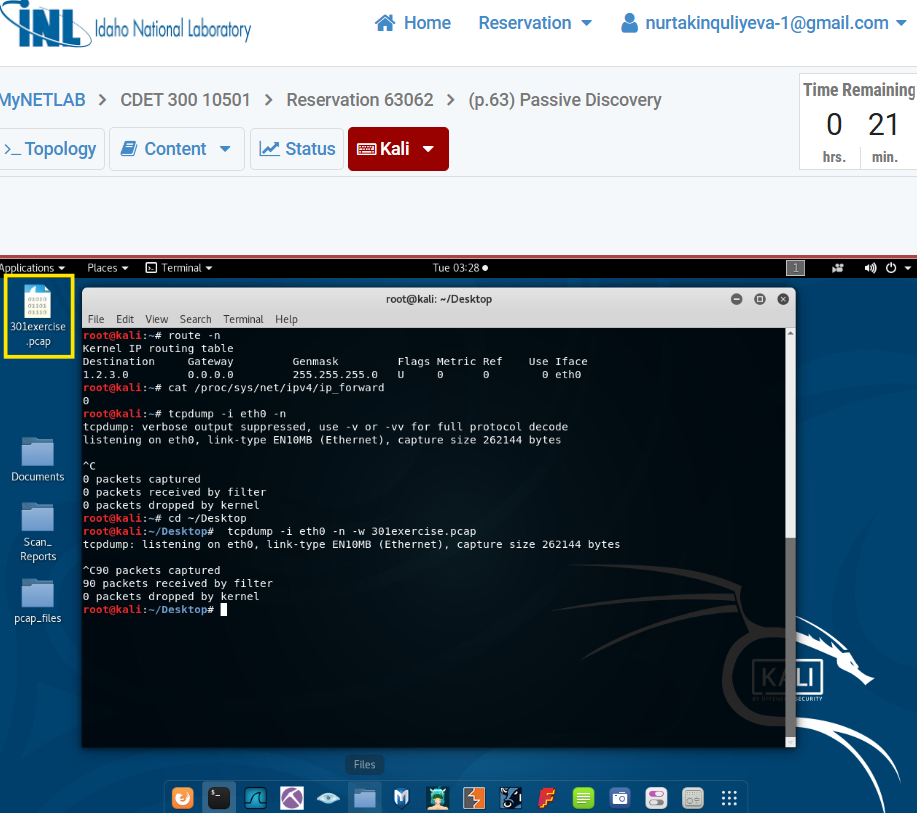 INL Idaho National Laboratory
Home Reservation nurtakinquliyeva-1@gmail.com
MyNETLAB > CDET 300 10501 > Reservation 63062 > (p.63) Passive Discovery
Time Remaining
0 21
hrs. min.
>_ Topology Content Status Kali
Applications Places Terminal Tue 03:28 1
root@kali: ~/Desktop
File Edit View Search Terminal Help
301exercise
.pcap
Documents
Scan_
Reports
pcap_files
root@kali:~# route -n
Kernel IP routing table
Destination Gateway Genmask Flags Metric Ref Use Iface
1.2.3.0 0.0.0.0 255.255.255.0 U 0 0 0 eth0
root@kali:~# cat /proc/sys/net/ipv4/ip_forward
0
root@kali:~# tcpdump -i eth0 -n
tcpdump: verbose output suppressed, use -v or -vv for full protocol decode
listening on eth0, link-type EN10MB (Ethernet), capture size 262144 bytes
^C
0 packets captured
0 packets received by filter
0 packets dropped by kernel
root@kali:~# cd ~/Desktop
root@kali:~/Desktop# tcpdump -i eth0 -n -w 301exercise.pcap
tcpdump: listening on eth0, link-type EN10MB (Ethernet), capture size 262144 bytes
^C90 packets captured
90 packets received by filter
0 packets dropped by kernel
root@kali:~/Desktop#
KALI
Files